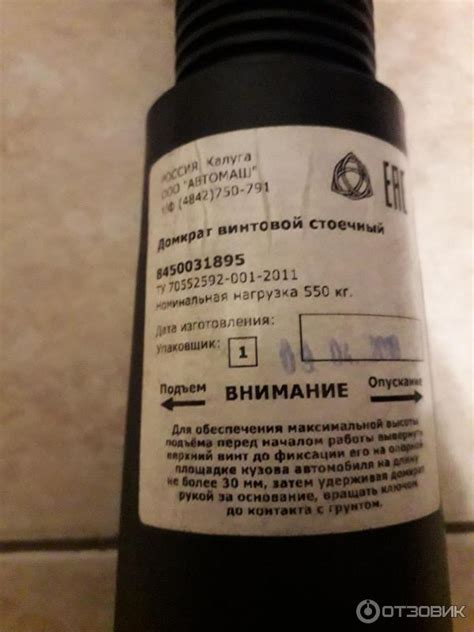 РОССИЯ, Калуга
ООО "АВТОМАШ"
т/ф (4842)750-791
ЕАС
Домкрат винтовой стоечный
8450031895
ТУ 70552592-001-2011
номинальная нагрузка 550 кг.
Дата изготовления:
Упаковщик: 1
09 04
Подъем ВНИМАНИЕ Опускание
Для обеспечения максимальной высоты
подъёма перед началом работы вывернуть
верхний винт до фиксации его на опорной
площадке кузова автомобиля на длину
не более 30 мм, затем удерживая домкрат
рукой за основание, вращать ключом
до контакта с грунтом.
ОТЗОВИК